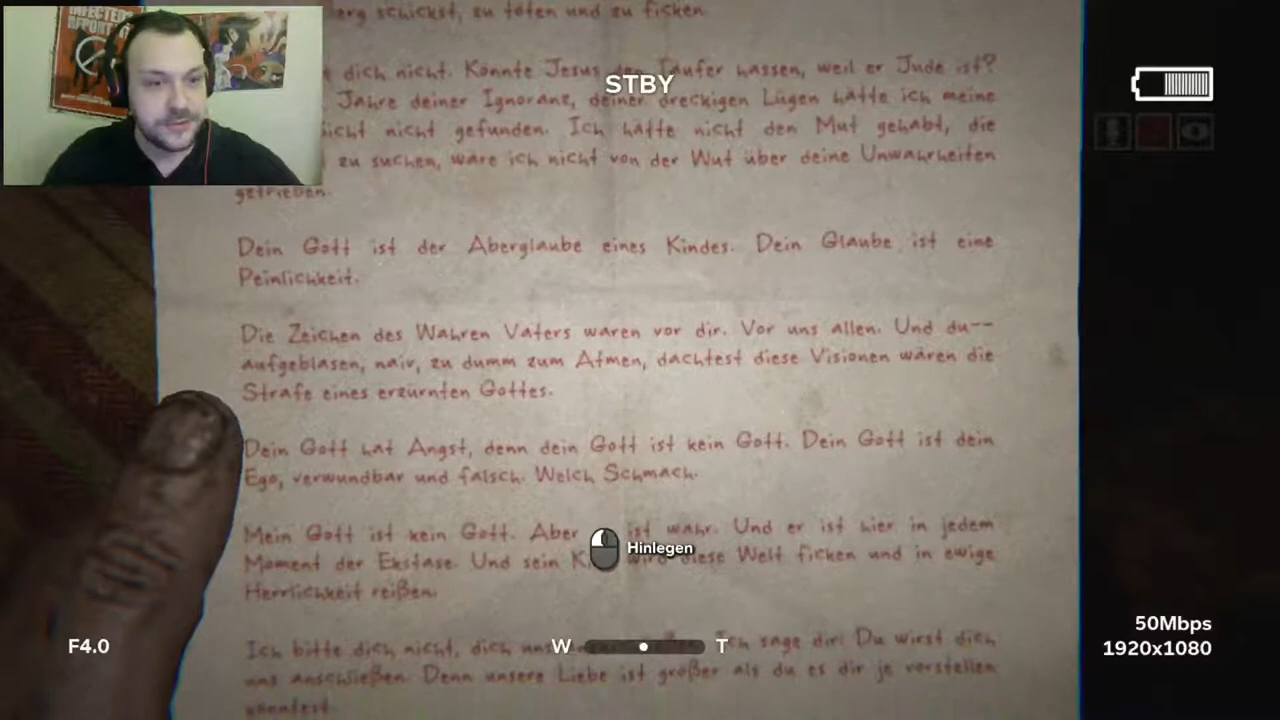 INFECTED
REPORT
erg schickst, zu töten und zu ficken.
dich nicht. Könnte Jesus den Täufer hassen, weil er Jude ist?
STBY
Jahre deiner Ignoranz, deiner dreckigen Lügen hätte ich meine
icht nicht gefunden. Ich hätte nicht den Mut gehabt, die
zu suchen, wäre ich nicht von der Wut über deine Unwahrheiten
getrieben.
Dein Gott ist der Aberglaube eines Kindes. Dein Glaube ist eine
Peinlichkeit.
Die Zeichen des Wahren Vaters waren vor dir. Vor uns allen. Und du--
aufgeblasen, naiv, zu dumm zum Atmen, dachtest diese Visionen wären die
Strafe eines erzürnten Gottes.
Dein Gott hat Angst, denn dein Gott ist kein Gott. Dein Gott ist dein
Ego, verwundbar und falsch. Welch Schmach.
Mein Gott ist kein Gott. Aber ist wahr. Und er ist hier in jedem
Hinlegen
Moment der Ekstase. Und sein wird diese Welt ficken und in ewige
Herrlichkeit reißen.
50Mbps
F4.0
W T
1920x1080
Ich bitte dich nicht, dich uns Ich sage dir: Du wirst dich
uns anschließen. Denn unsere Liebe ist größer als du es dir je vorstellen
könntest.